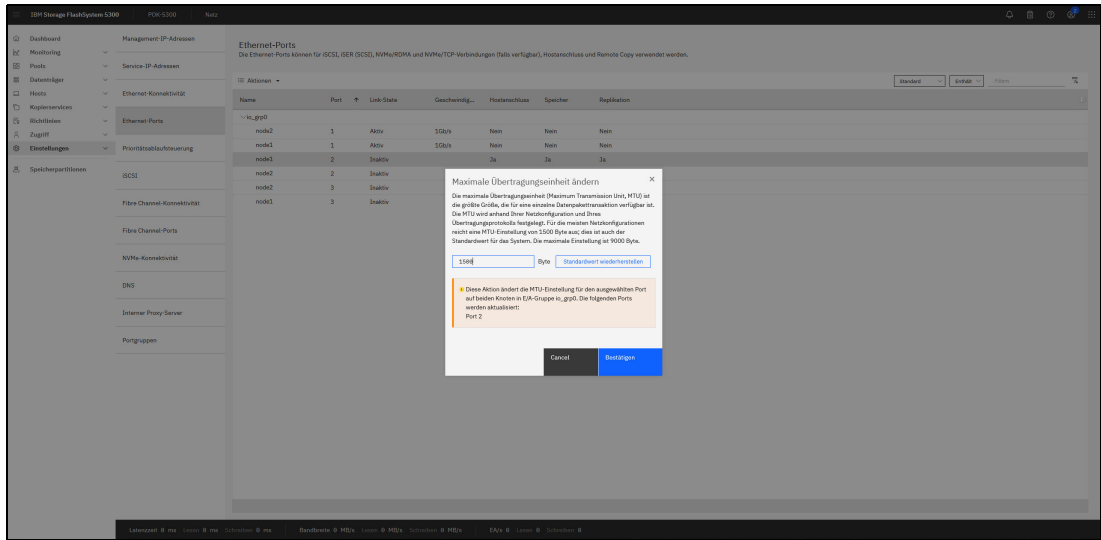 IBM Storage FlashSystem 5300 POK-5300 Netz
Dashboard
Monitoring
Pools
Datenträger
Hosts
Kopierservices
Richtlinien
Zugriff
Einstellungen
Speicherpartitionen
Management-IP-Adressen
Service-IP-Adressen
Ethernet-Konnektivität
Ethernet-Ports
Prioritätsablaufsteuerung
iSCSI
Fibre Channel-Konnektivität
Fibre Channel-Ports
NVMe-Konnektivität
DNS
Interner Proxy-Server
Portgruppen
Ethernet-Ports
Die Ethernet-Ports können für iSCSI, iSER (SCSI), NVMe/RDMA und NVMe/TCP-Verbindungen (falls verfügbar), Hostanschluss und Remote Copy verwendet werden.
Aktionen Standard Enthält Filtern
Name Port Link-State Geschwindig... Hostanschluss Speicher Replikation
io_grp0
node2 1 Aktiv 1Gb/s Nein Nein Nein
node1 1 Aktiv 1Gb/s Nein Nein Nein
node1 2 Inaktiv Ja Ja Ja
node2 2 Inaktiv
node2 3 Inaktiv
node1 3 Inaktiv
Maximale Übertragungseinheit ändern
Die maximale Übertragungseinheit (Maximum Transmission Unit, MTU) ist
die größte Größe, die für eine einzelne Datenpakettransaktion verfügbar ist.
Die MTU wird anhand Ihrer Netzkonfiguration und Ihres
Übertragungsprotokolls festgelegt. Für die meisten Netzkonfigurationen
reicht eine MTU-Einstellung von 1500 Byte aus; dies ist auch der
Standardwert für das System. Die maximale Einstellung ist 9000 Byte.
1500 Byte Standardwert wiederherstellen
Diese Aktion ändert die MTU-Einstellung für den ausgewählten Port
auf beiden Knoten in E/A-Gruppe io_grp0. Die folgenden Ports
werden aktualisiert:
Port 2
Cancel Bestätigen
Latenzzeit 0 ms Lesen 0 ms Schreiben 0 ms Bandbreite 0 MB/s Lesen 0 MB/s Schreiben 0 MB/s EA/s 0 Lesen 0 Schreiben 0